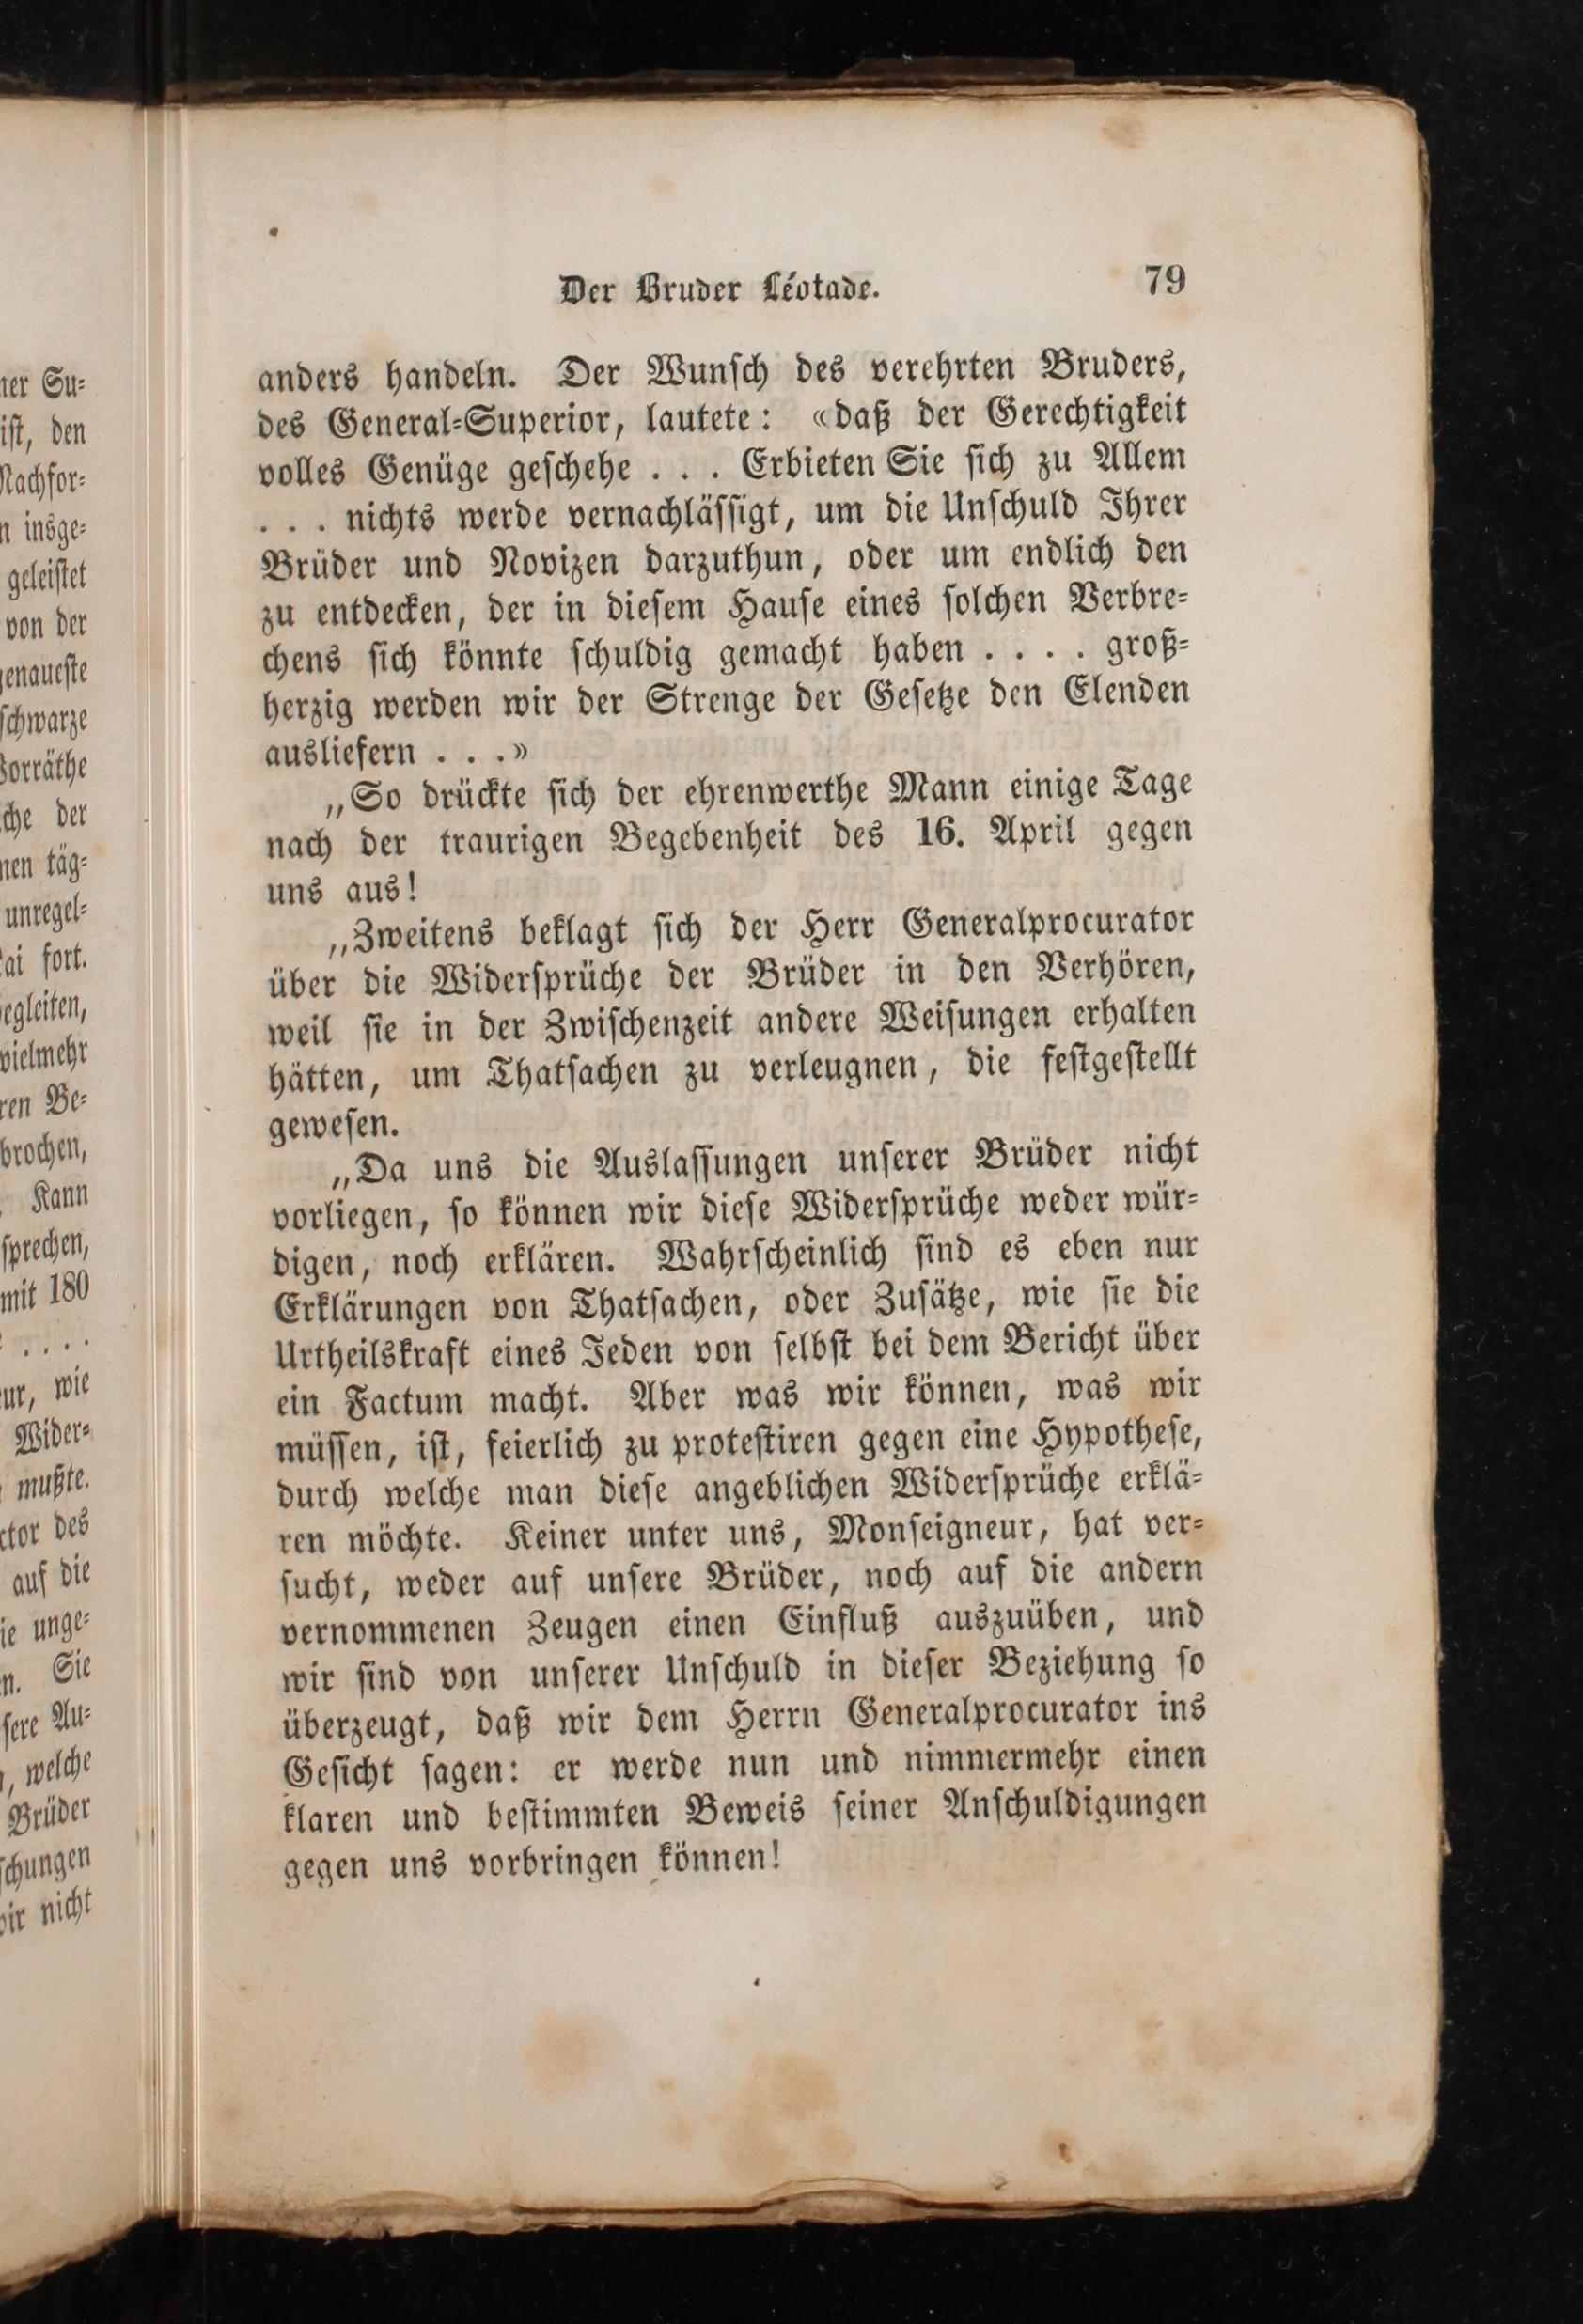 Der Bruder Léotade. 79
anders handeln. Der Wunſch des verehrten Bruders,
des General-Superior, lautete: «daß der Gerechtigkeit
volles Genüge geſchehe . . . Erbieten Sie ſich zu Allem
. . . nichts werde vernachläſſigt, um die Unſchuld Ihrer
Brüder und Novizen darzuthun, oder um endlich den
zu entdecken, der in dieſem Hauſe eines ſolchen Verbre-
chens ſich könnte ſchuldig gemacht haben . . . . groß-
herzig werden wir der Strenge der Geſetze den Elenden
ausliefern . . .»
„So drückte ſich der ehrenwerthe Mann einige Tage
nach der traurigen Begebenheit des 16. April gegen
uns aus!
„Zweitens beklagt ſich der Herr Generalprocurator
über die Widerſprüche der Brüder in den Verhören,
weil ſie in der Zwiſchenzeit andere Weiſungen erhalten
hätten, um Thatſachen zu verleugnen, die feſtgeſtellt
geweſen.
„Da uns die Auslaſſungen unſerer Brüder nicht
vorliegen, ſo können wir dieſe Widerſprüche weder wür-
digen, noch erklären. Wahrſcheinlich ſind es eben nur
Erklärungen von Thatſachen, oder Zuſätze, wie ſie die
Urtheilskraft eines Jeden von ſelbſt bei dem Bericht über
ein Factum macht. Aber was wir können, was wir
müſſen, iſt, feierlich zu proteſtiren gegen eine Hypotheſe,
durch welche man dieſe angeblichen Widerſprüche erklä-
ren möchte. Keiner unter uns, Monſeigneur, hat ver-
ſucht, weder auf unſere Brüder, noch auf die andern
vernommenen Zeugen einen Einfluß auszuüben, und
wir ſind von unſerer Unſchuld in dieſer Beziehung ſo
überzeugt, daß wir dem Herrn Generalprocurator ins
Geſicht ſagen: er werde nun und nimmermehr einen
klaren und beſtimmten Beweis ſeiner Anſchuldigungen
gegen uns vorbringen können!